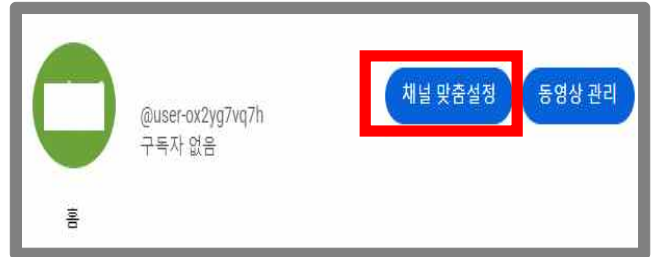 채널 맞춤설정
동영상 관리
@user-ox2yg7vq7h
구독자 없음
홈